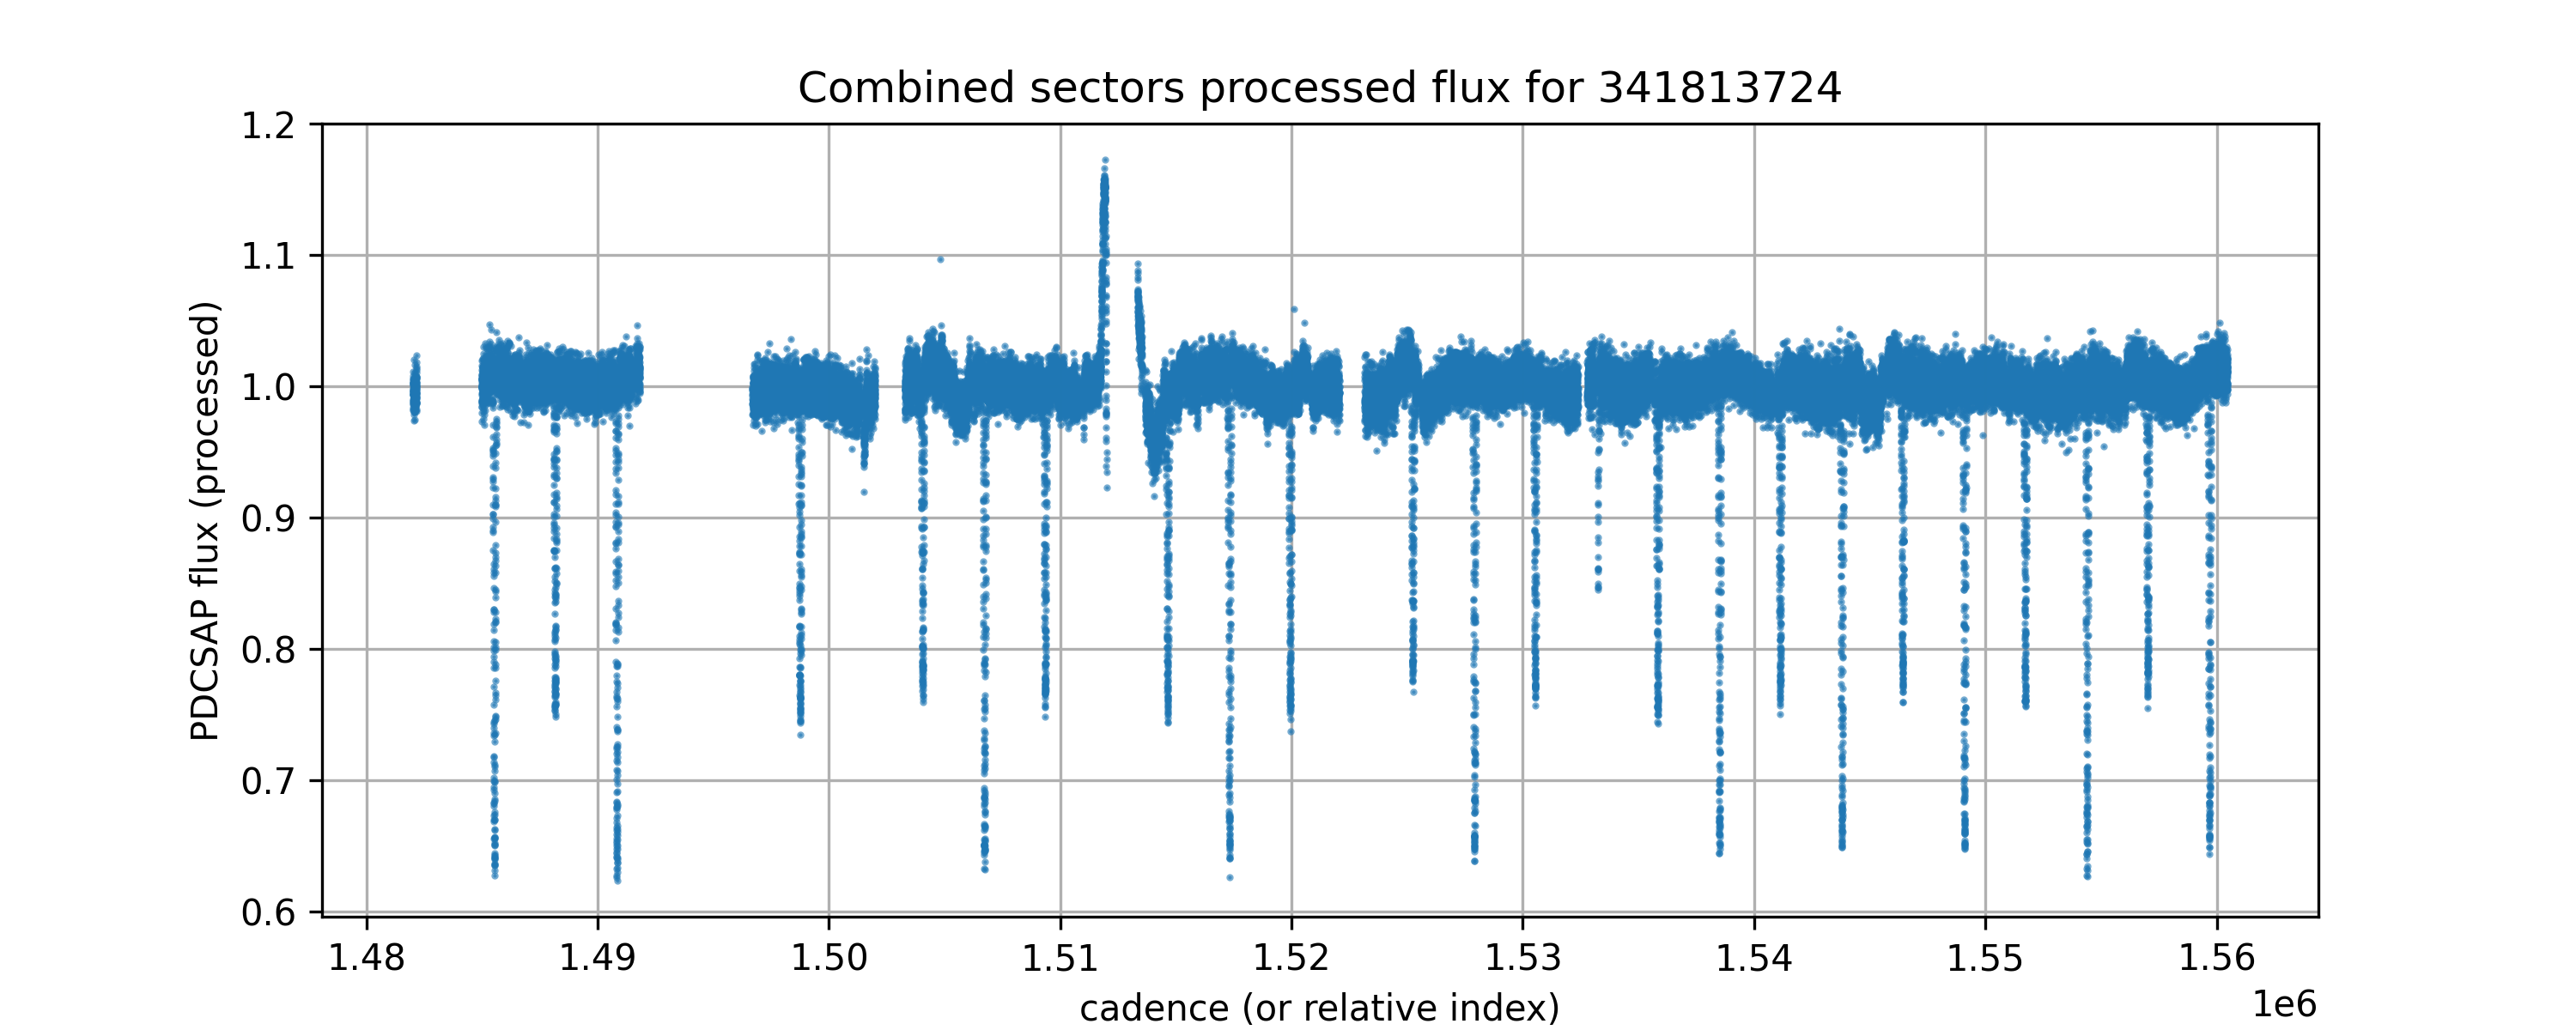 Combined sectors processed flux for 341813724
PDCSAP flux (processed)
1.2
1.1
1.0
0.9
0.8
0.7
0.6
1.48 1.49 1.50 1.51 1.52 1.53 1.54 1.55 1.56
1e6
cadence (or relative index)